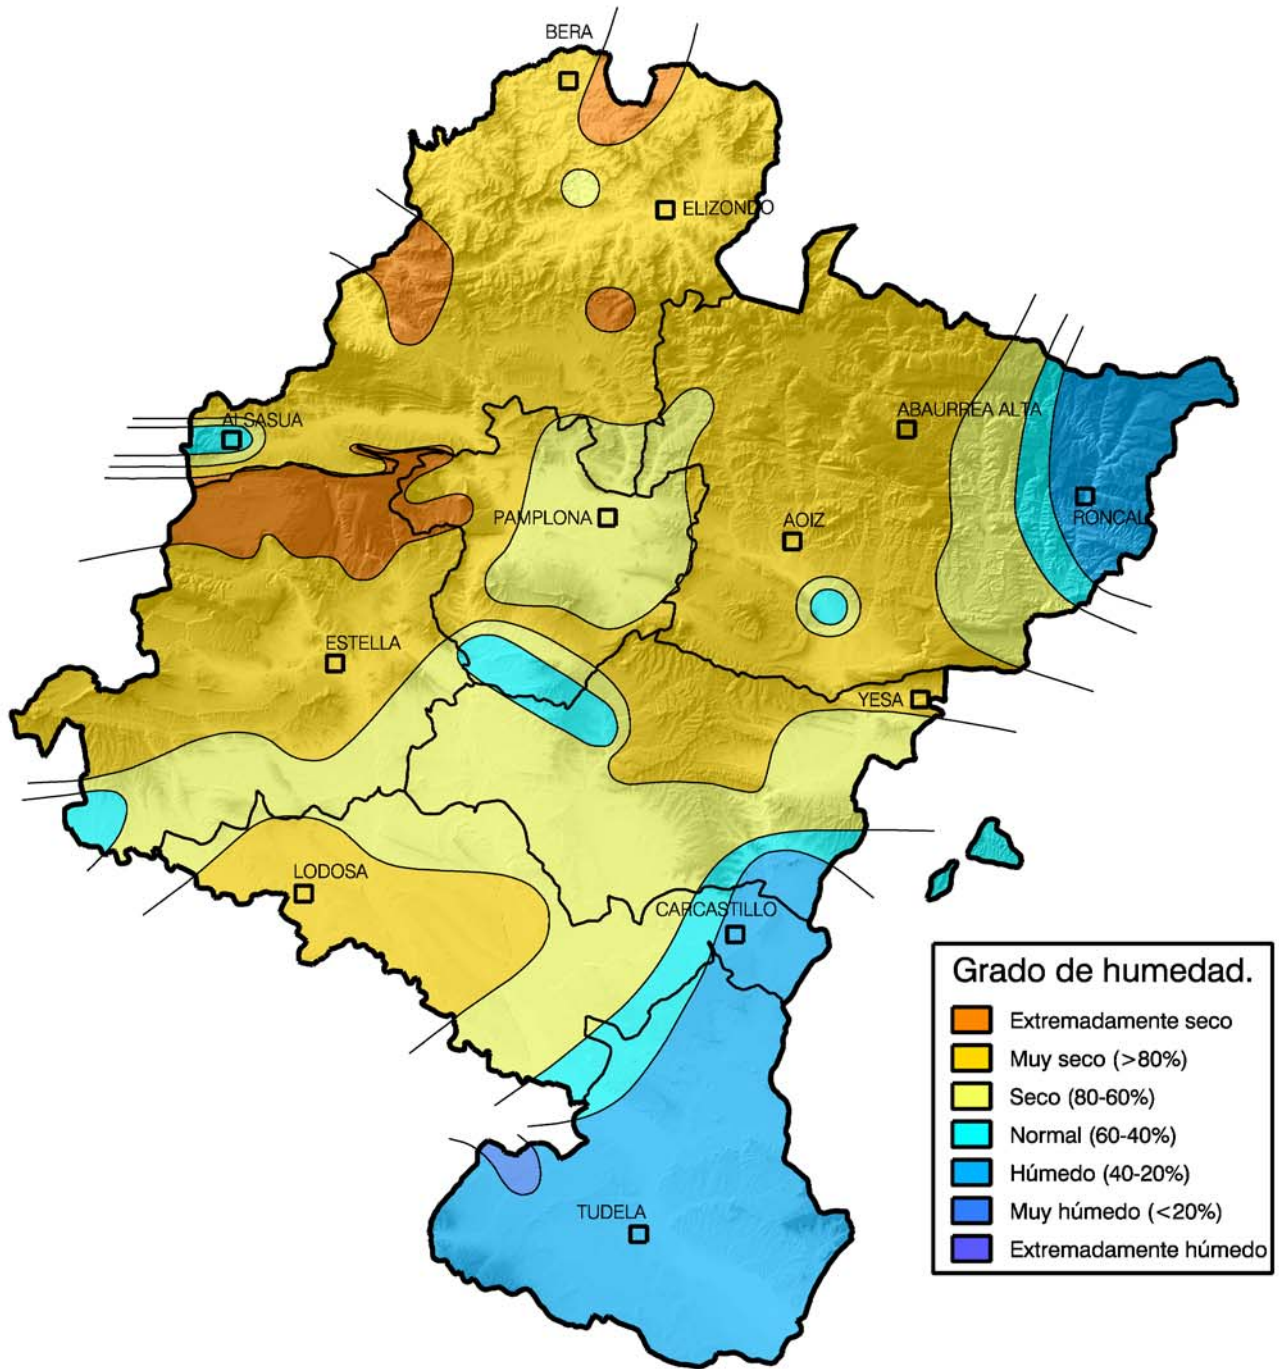 BERA
ELIZONDO
ALSASUA
ABAURREA ALTA
PAMPLONA
AOIZ
RONCAL
ESTELLA
YESA
LODOSA
CARCASTILLO
TUDELA
Grado de humedad.
Extremadamente seco
Muy seco (>80%)
Seco (80-60%)
Normal (60-40%)
Húmedo (40-20%)
Muy húmedo (<20%)
Extremadamente húmedo